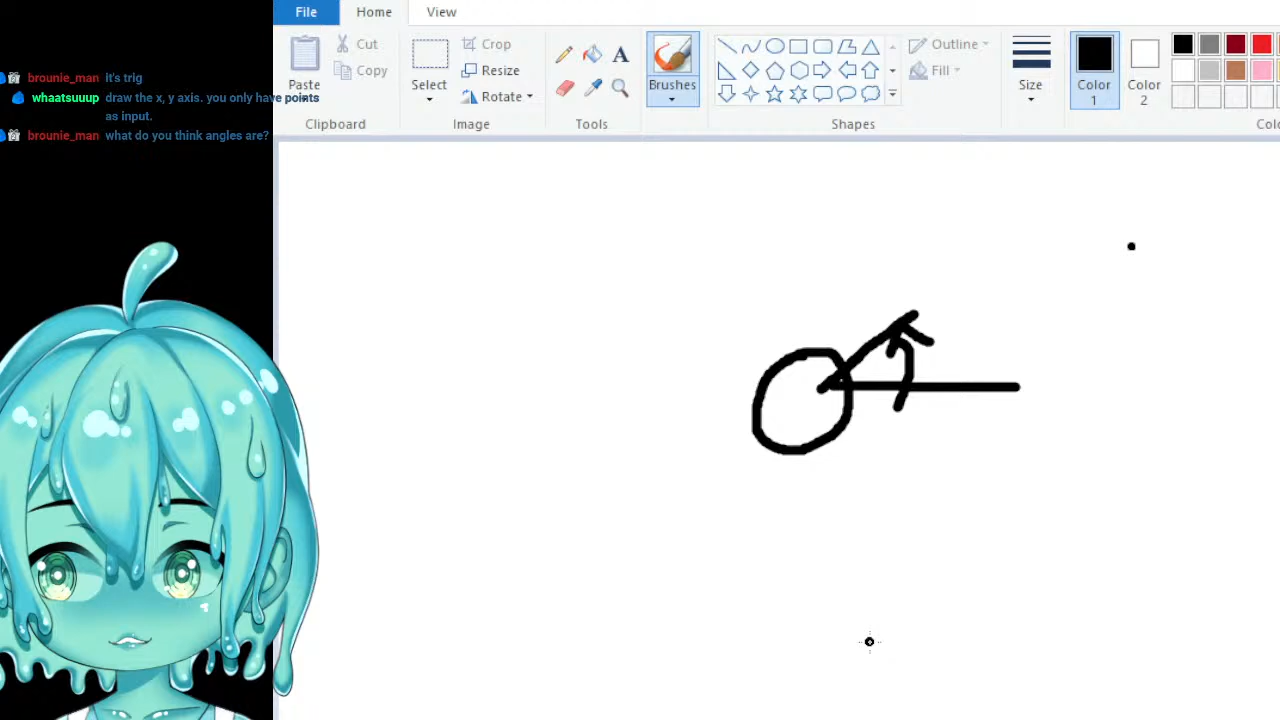 File Home View
brounie_man it's trig
whaatsuuup draw the x, y axis. you only have points
as input.
brounie_man what do you think angles are?
Paste
Cut
Copy
Clipboard
Select
Crop
Resize
Rotate
Image
A
Tools
Brushes
Shapes
Outline
Fill
Size
Color
1
Color
2
Colo